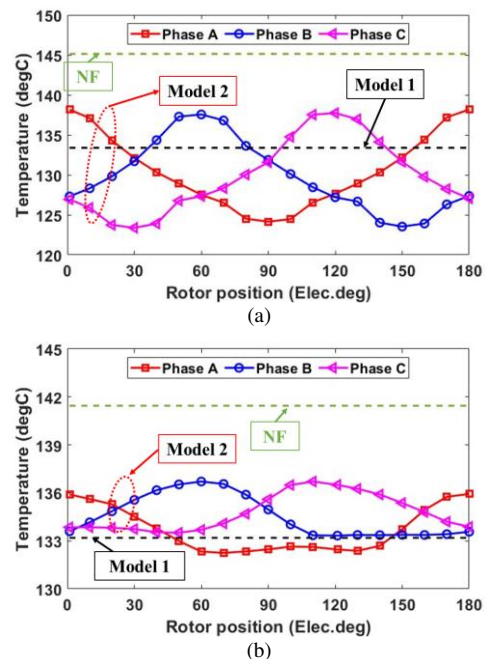 150
145
140
135
130
125
120
Temperature (degC)
Phase A Phase B Phase C
NF
Model 2
Model 1
0 30 60 90 120 150 180
Rotor position (Elec.deg)
(a)
145
142
139
136
133
130
Temperature (degC)
Phase A Phase B Phase C
NF
Model 2
Model 1
0 30 60 90 120 150 180
Rotor position (Elec.deg)
(b)